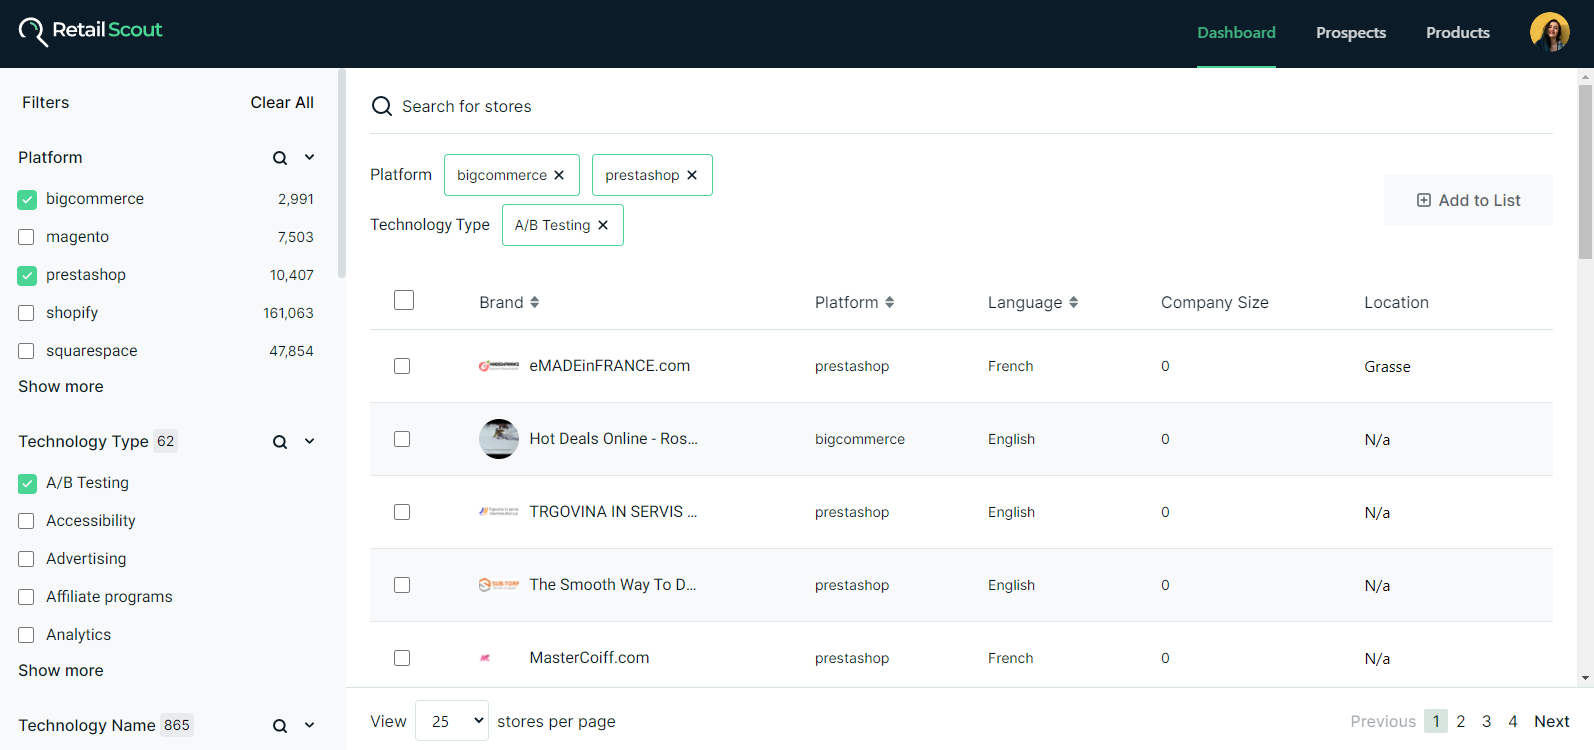 RetailScout
Dashboard Prospects Products
Filters Clear All
Platform
bigcommerce 2,991
magento 7,503
prestashop 10,407
shopify 161,063
squarespace 47,854
Show more
Technology Type 62
A/B Testing
Accessibility
Advertising
Affiliate programs
Analytics
Show more
Technology Name 865
Search for stores
Platform bigcommerce prestashop
Technology Type A/B Testing
Add to List
Brand Platform Language Company Size Location
eMADEinFRANCE.com prestashop French 0 Grasse
Hot Deals Online - Ros... bigcommerce English 0 N/a
TRGOVINA IN SERVIS ... prestashop English 0 N/a
The Smooth Way To D... prestashop English 0 N/a
MasterCoiff.com prestashop French 0 N/a
View 25 stores per page
Previous 1 2 3 4 Next